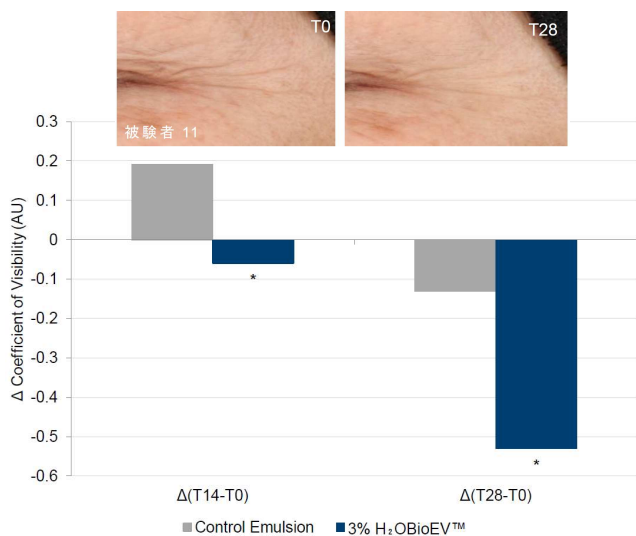 T0
T28
被験者 11
0.3
0.2
0.1
0
-0.1
-0.2
-0.3
-0.4
-0.5
-0.6
Δ Coefficient of Visibility (AU)
*
*
Δ(T14-T0)
Δ(T28-T0)
Control Emulsion
3% H₂OBioEV™